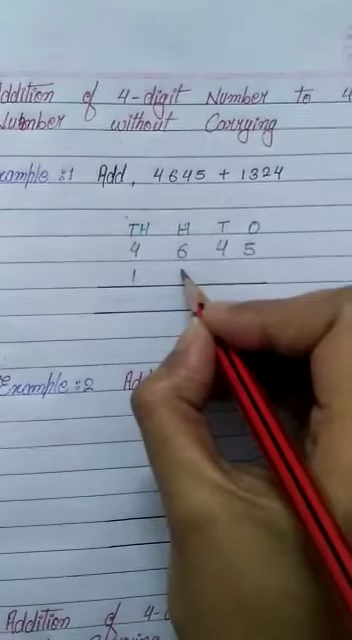 ddition of 4-digit Number to 4
Number without Carrying
xample:1 Add, 4645 + 1324
TH H T O
4 6 4 5
1
Example:2 Ad
Addition of 4-